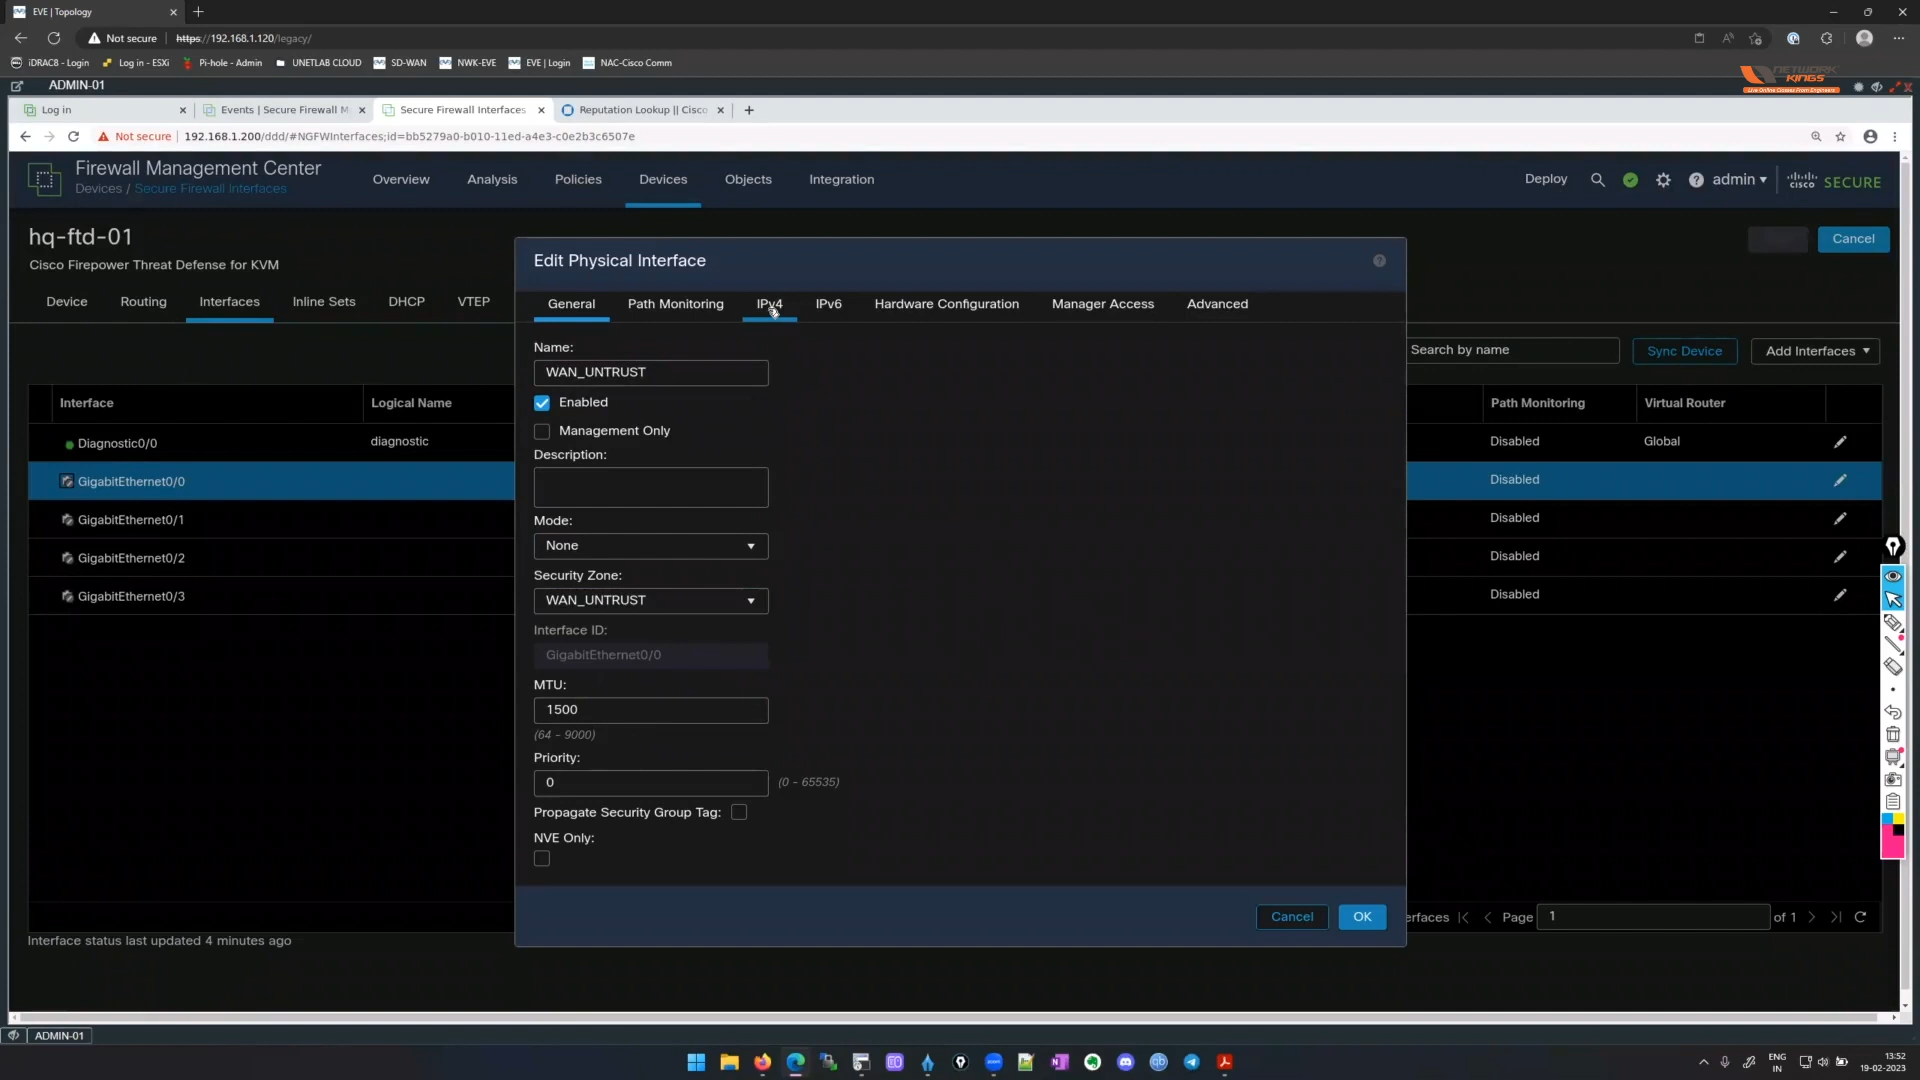 EVE | Topology
Not secure https://192.168.1.120/legacy/
iDRAC8 - Login Log in - ESXi Pi-hole - Admin UNETLAB CLOUD SD-WAN NWK-EVE EVE | Login NAC-Cisco Comm
ADMIN-01
NETWORK KINGS
Live Online Classes From Engineers
Log in Events | Secure Firewall M Secure Firewall Interfaces Reputation Lookup || Cisco
Not secure 192.168.1.200/ddd/#NGFWInterfaces;id=bb5279a0-b010-11ed-a4e3-c0e2b3c6507e
Firewall Management Center
Devices / Secure Firewall Interfaces
Overview Analysis Policies Devices Objects Integration
Deploy admin cisco SECURE
hq-ftd-01
Cancel
Cisco Firepower Threat Defense for KVM
Device Routing Interfaces Inline Sets DHCP VTEP
Search by name Sync Device Add Interfaces
Interface Logical Name Path Monitoring Virtual Router
Diagnostic0/0 diagnostic Disabled Global
GigabitEthernet0/0 Disabled
GigabitEthernet0/1 Disabled
GigabitEthernet0/2 Disabled
GigabitEthernet0/3 Disabled
Edit Physical Interface
General Path Monitoring IPv4 IPv6 Hardware Configuration Manager Access Advanced
Name:
WAN_UNTRUST
Enabled
Management Only
Description:
Mode:
None
Security Zone:
WAN_UNTRUST
Interface ID:
GigabitEthernet0/0
MTU:
1500
(64 - 9000)
Priority:
0 (0 - 65535)
Propagate Security Group Tag:
NVE Only:
Cancel OK
erfaces |< < Page 1 of 1 > >|
Interface status last updated 4 minutes ago
ADMIN-01
ENG
IN
13:52
19-02-2023